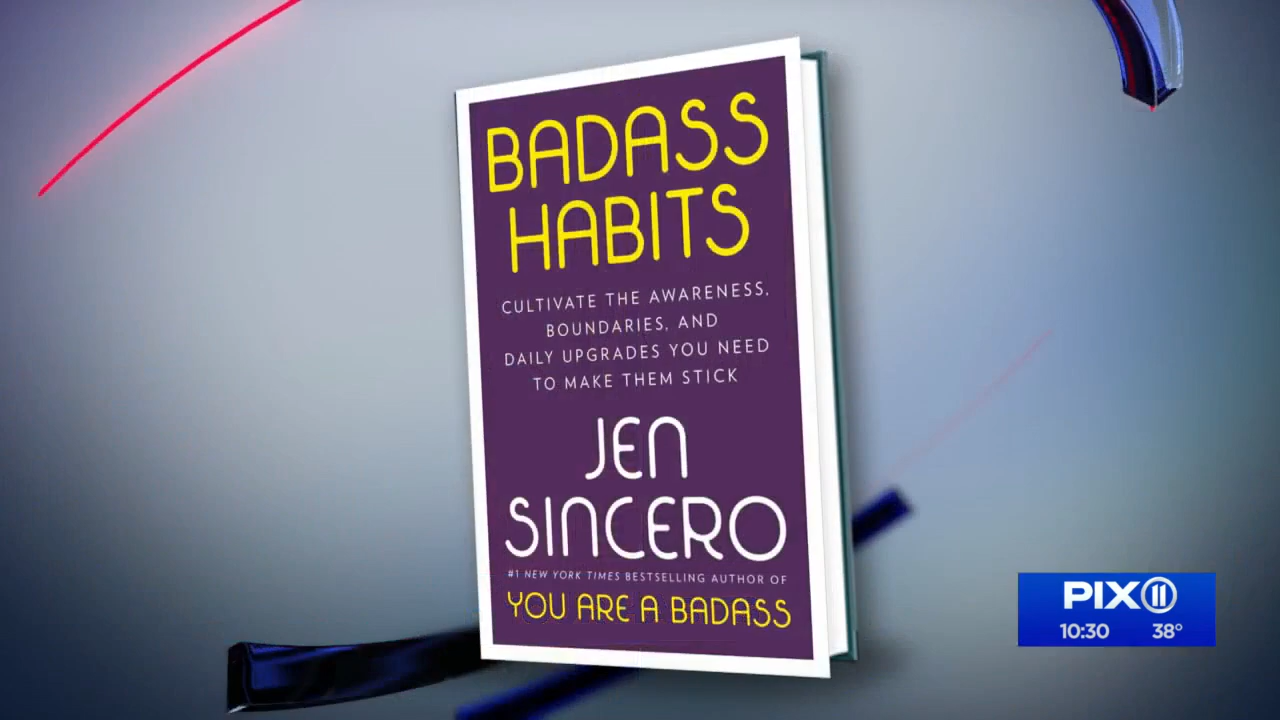 BADASS
HABITS
CULTIVATE THE AWARENESS,
BOUNDARIES, AND
DAILY UPGRADES YOU NEED
TO MAKE THEM STICK
JEN
SINCERO
#1 NEW YORK TIMES BESTSELLING AUTHOR OF
YOU ARE A BADASS
PIX11
10:30 38°